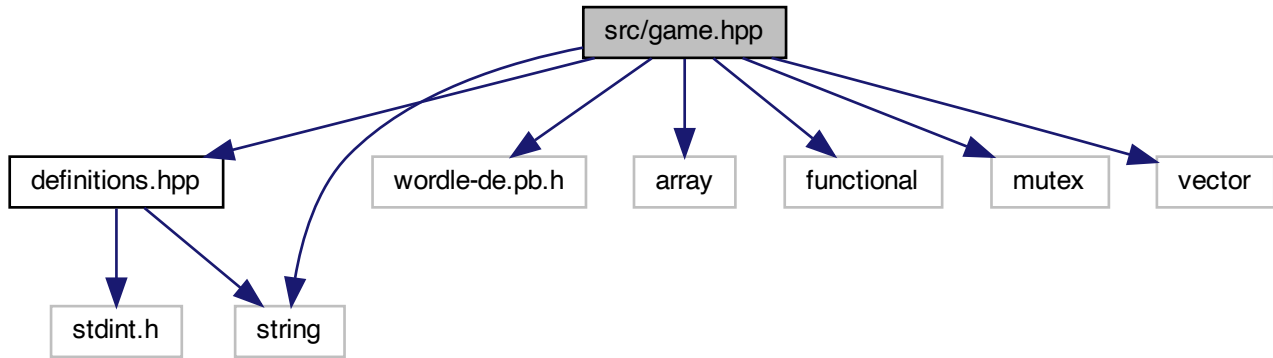 src/game.hpp
definitions.hpp
wordle-de.pb.h
array
functional
mutex
vector
stdint.h
string